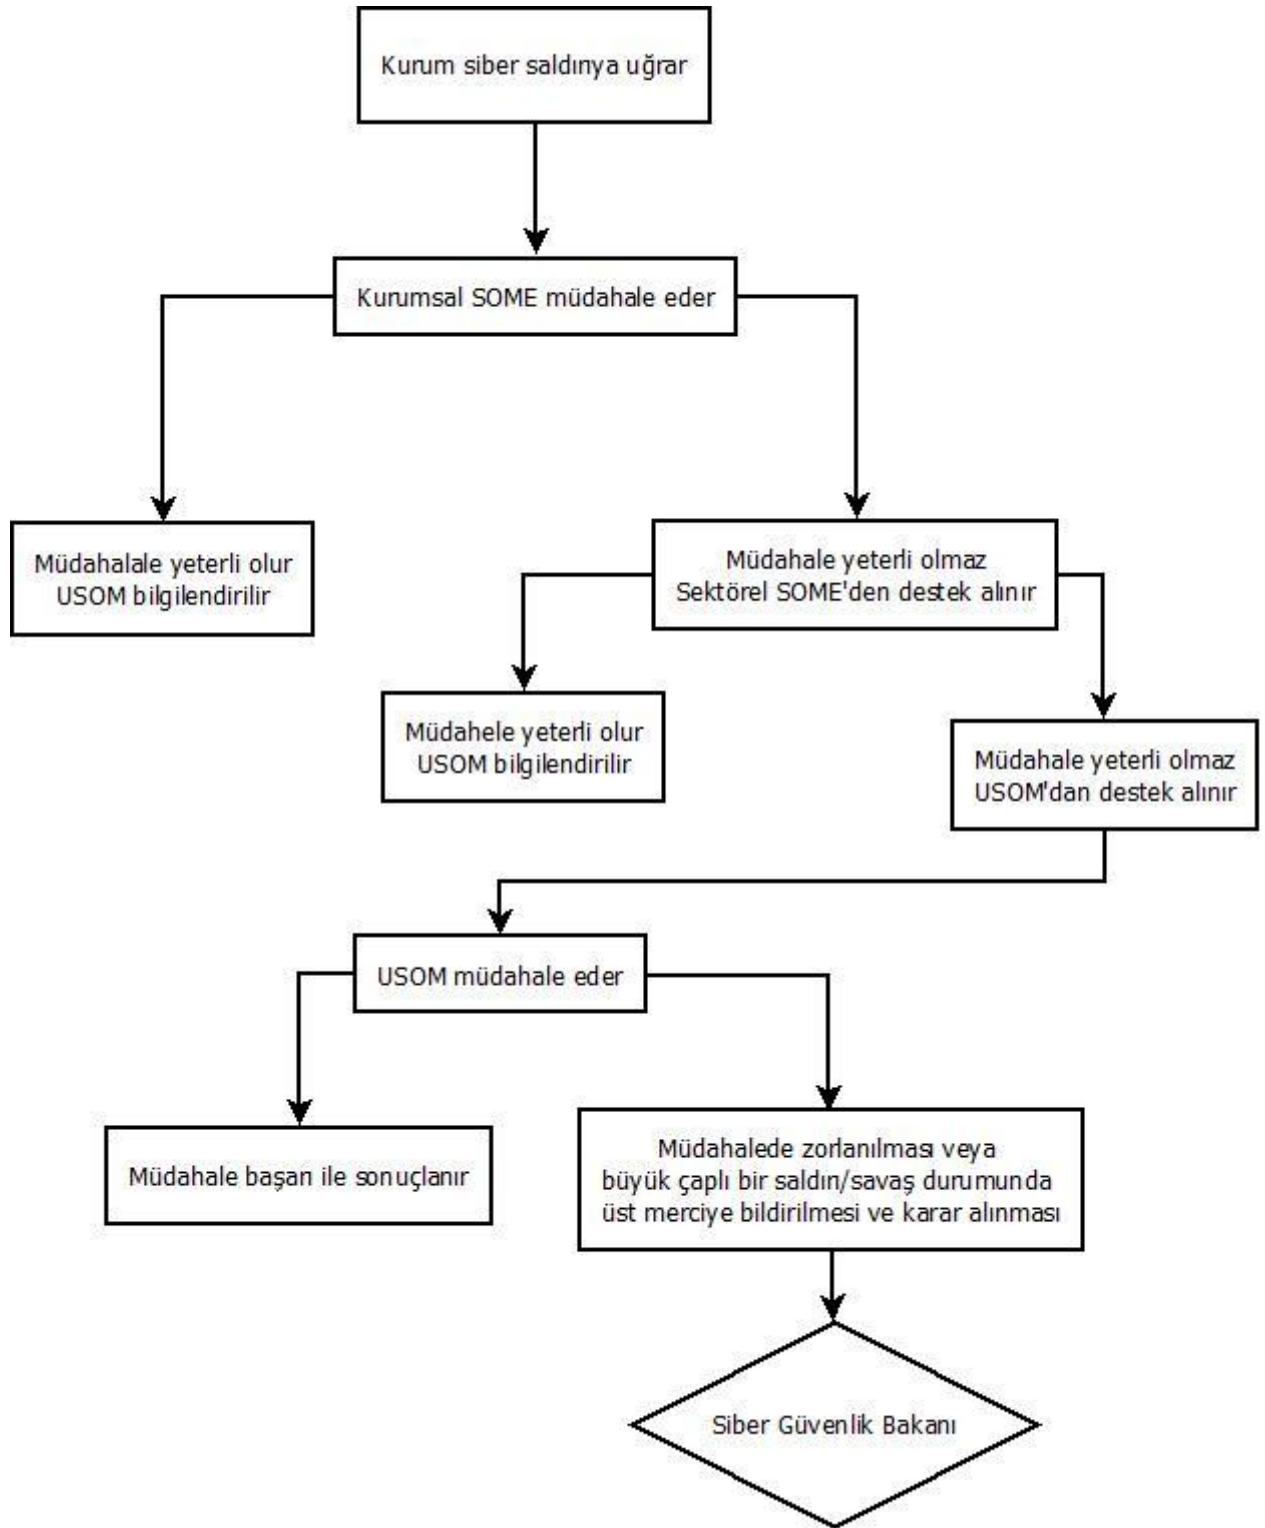 Kurum siber saldırıya uğrar
Kurumsal SOME müdahale eder
Müdahalale yeterli olur
USOM bilgilendirilir
Müdahale yeterli olmaz
Sektörel SOME'den destek alınır
Müdahele yeterli olur
USOM bilgilendirilir
Müdahale yeterli olmaz
USOM'dan destek alınır
USOM müdahale eder
Müdahale başarı ile sonuçlanır
Müdahalede zorlanılması veya
büyük çaplı bir saldırı/savaş durumunda
üst merciye bildirilmesi ve karar alınması
Siber Güvenlik Bakanı